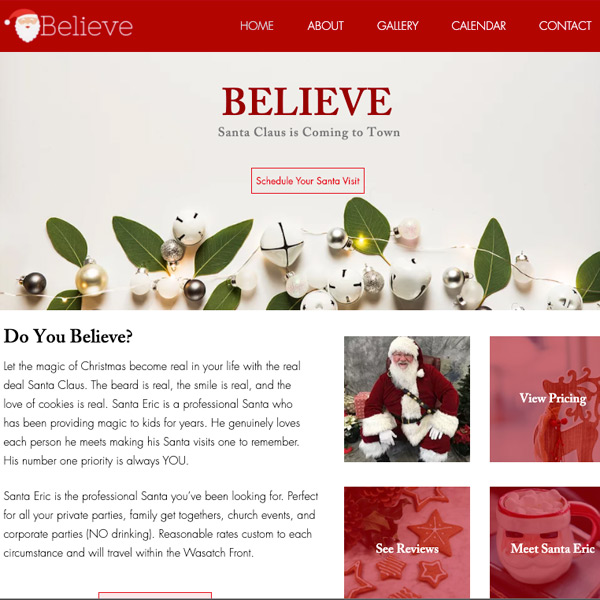 Believe
HOME ABOUT GALLERY CALENDAR CONTACT
BELIEVE
Santa Claus is Coming to Town
Schedule Your Santa Visit
Do You Believe?
Let the magic of Christmas become real in your life with the real
deal Santa Claus. The beard is real, the smile is real, and the
love of cookies is real. Santa Eric is a professional Santa who
has been providing magic to kids for years. He genuinely loves
each person he meets making his Santa visits one to remember.
His number one priority is always YOU.
Santa Eric is the professional Santa you've been looking for. Perfect
for all your private parties, family get togethers, church events, and
corporate parties (NO drinking). Reasonable rates custom to each
circumstance and will travel within the Wasatch Front.
View Pricing
See Reviews
Meet Santa Eric